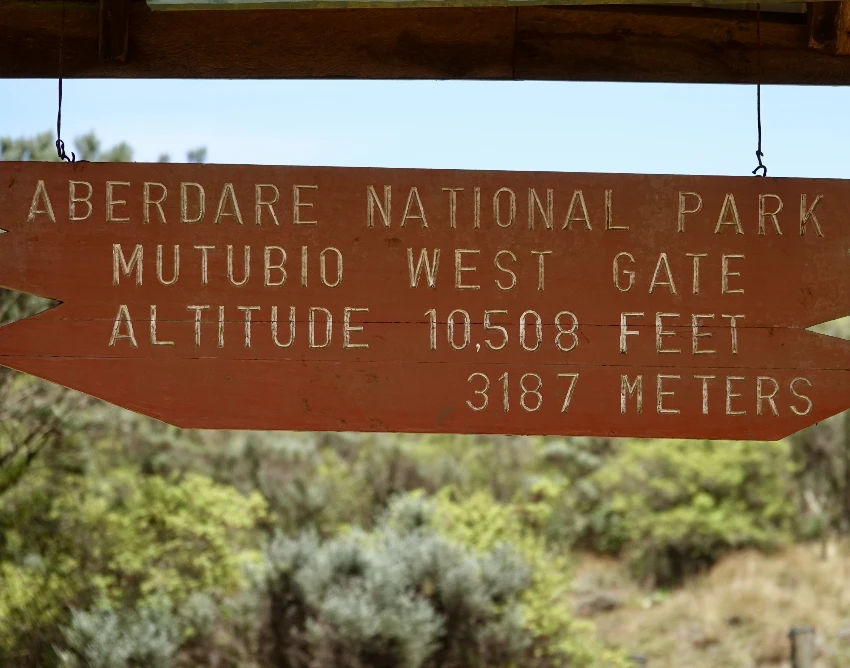 ABERDARE NATIONAL PARK
MUTUBIO WEST GATE
ALTITUDE 10,508 FEET
3187 METERS